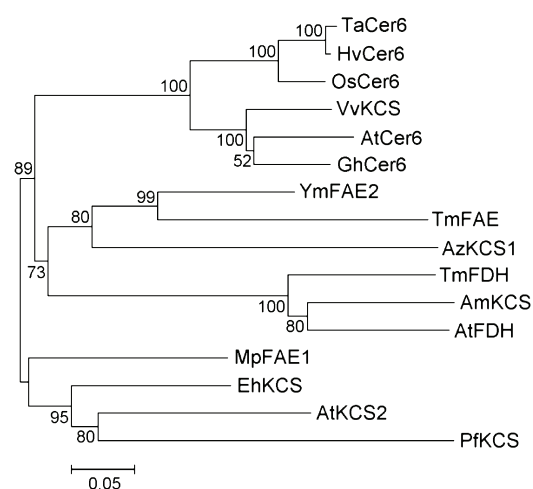 TaCer6
100
HvCer6
100
OsCer6
100
VvKCS
100
AtCer6
52
GhCer6
89
YmFAE2
99
80
TmFAE
AzKCS1
73
TmFDH
100
AmKCS
80
AtFDH
MpFAE1
EhKCS
95
AtKCS2
80
PfKCS
0.05